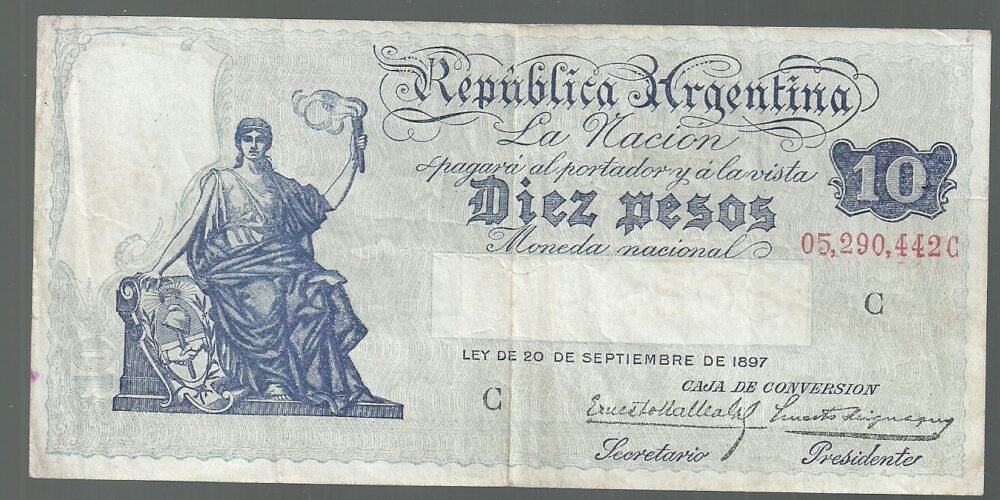 República Argentina
La Nacion
pagará al portador y á la vista
10
Diez pesos
Moneda nacional
05,290,442C
C
LEY DE 20 DE SEPTIEMBRE DE 1897
CAJA DE CONVERSION
C
Secretario
Presidente
10